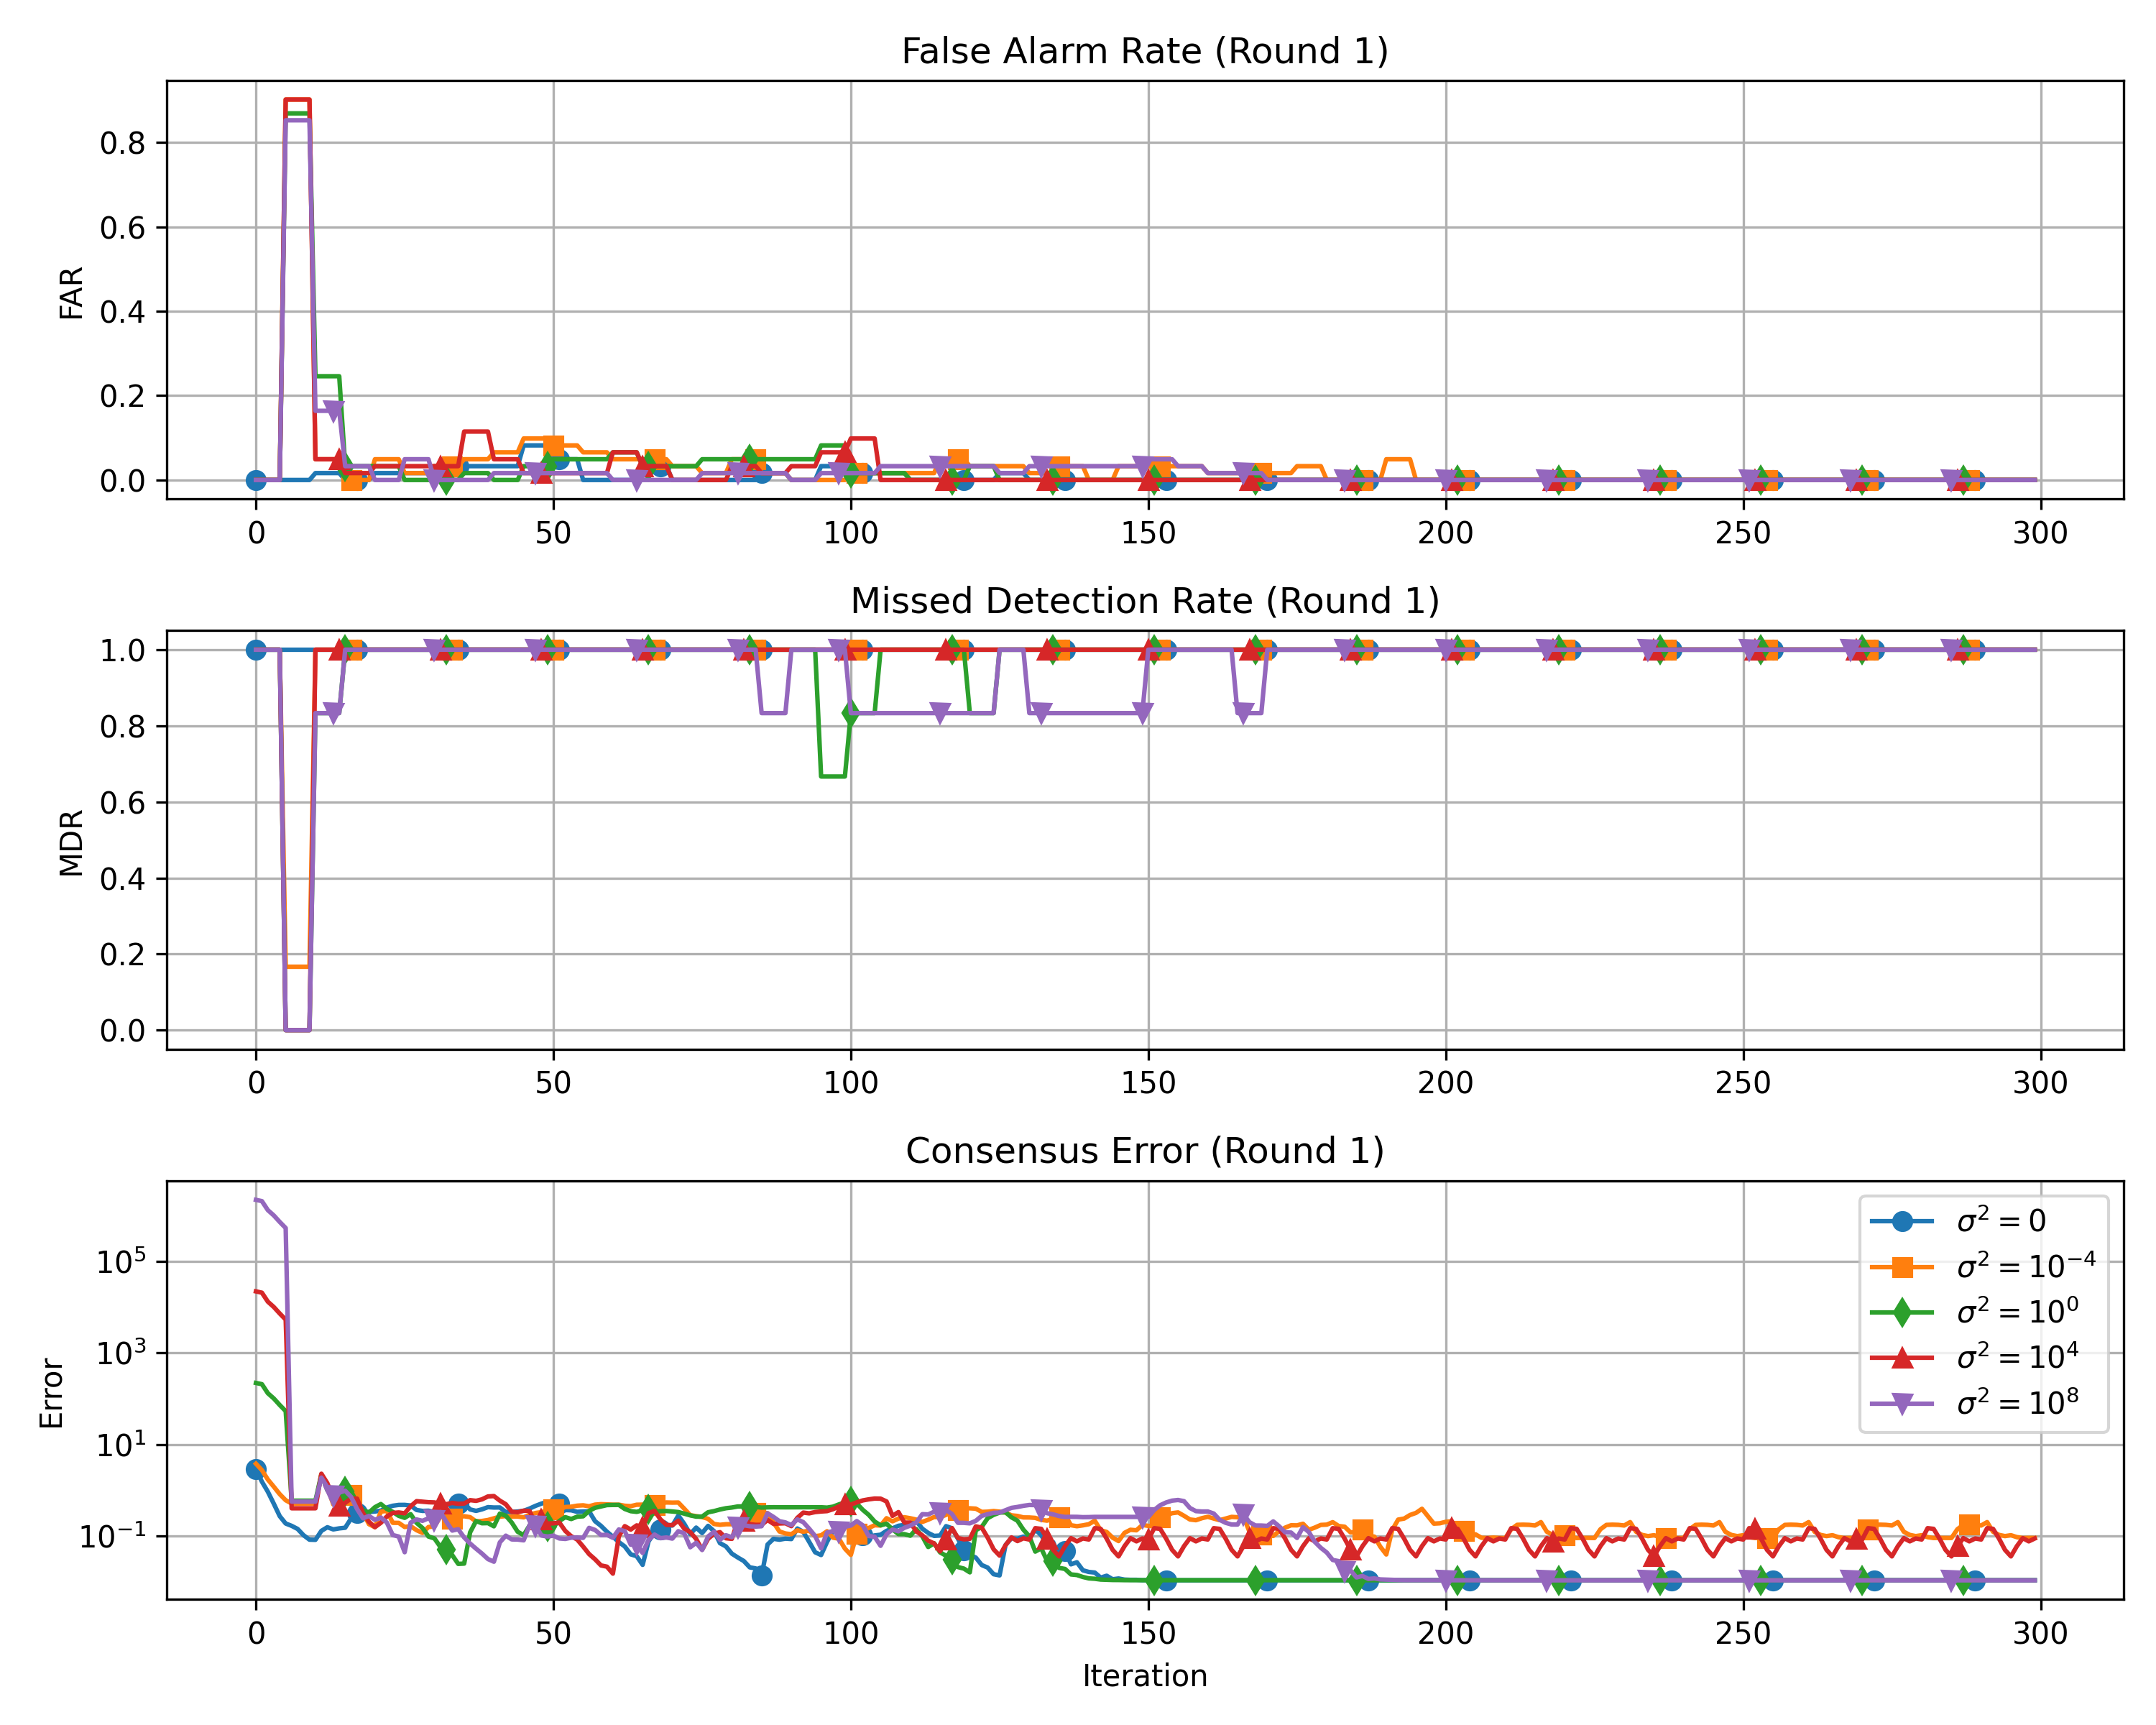 False Alarm Rate (Round 1)
FAR
0.8
0.6
0.4
0.2
0.0
0 50 100 150 200 250 300
Missed Detection Rate (Round 1)
MDR
1.0
0.8
0.6
0.4
0.2
0.0
0 50 100 150 200 250 300
Consensus Error (Round 1)
Error
10⁵
10³
10¹
10⁻¹
σ² = 0
σ² = 10⁻⁴
σ² = 10⁰
σ² = 10⁴
σ² = 10⁸
0 50 100 150 200 250 300
Iteration